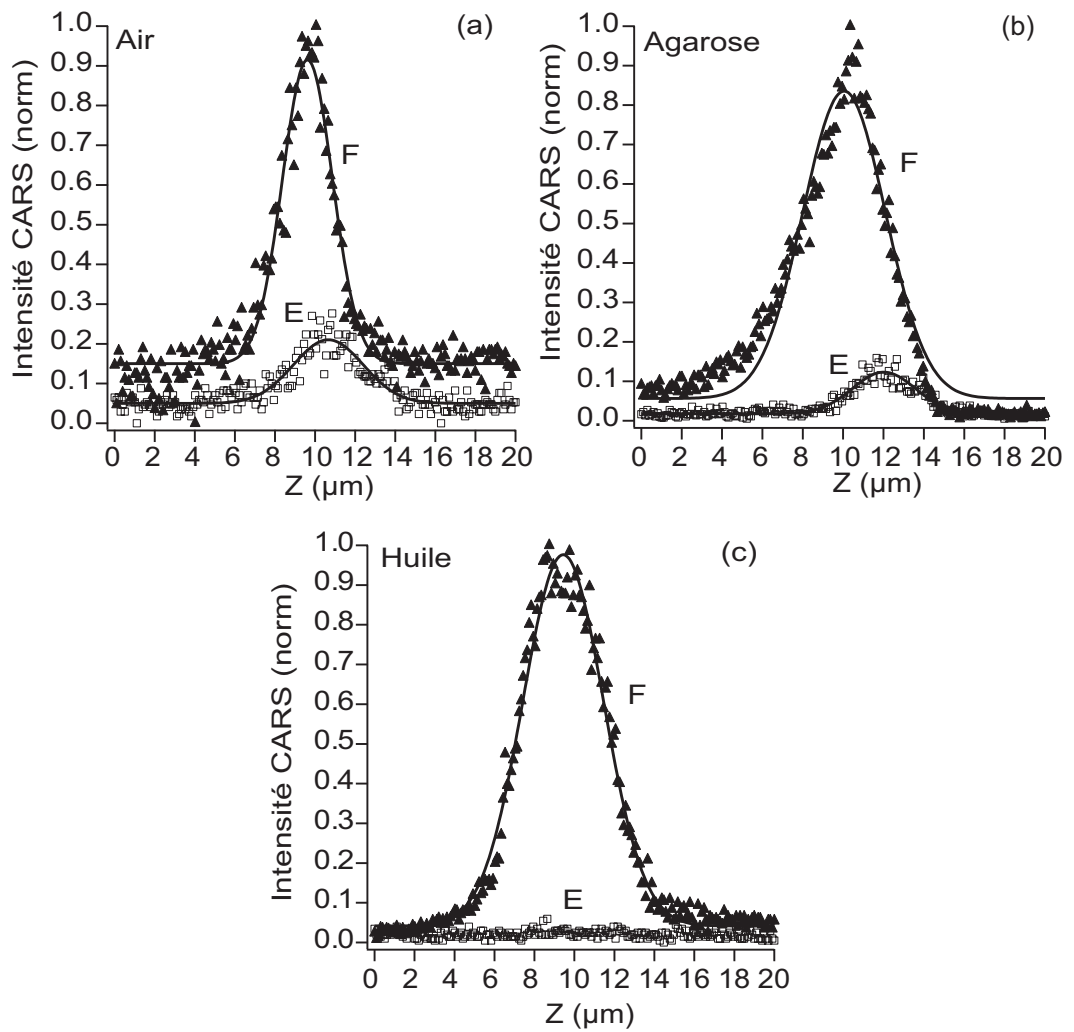 Air
(a)
Intensité CARS (norm)
1.0
0.9
0.8
0.7
0.6
0.5
0.4
0.3
0.2
0.1
0.0
F
E
0 2 4 6 8 10 12 14 16 18 20
Z (µm)
Agarose
(b)
Intensité CARS (norm)
1.0
0.9
0.8
0.7
0.6
0.5
0.4
0.3
0.2
0.1
0.0
F
E
0 2 4 6 8 10 12 14 16 18 20
Z (µm)
Huile
(c)
Intensité CARS (norm)
1.0
0.9
0.8
0.7
0.6
0.5
0.4
0.3
0.2
0.1
0.0
F
E
0 2 4 6 8 10 12 14 16 18 20
Z (µm)